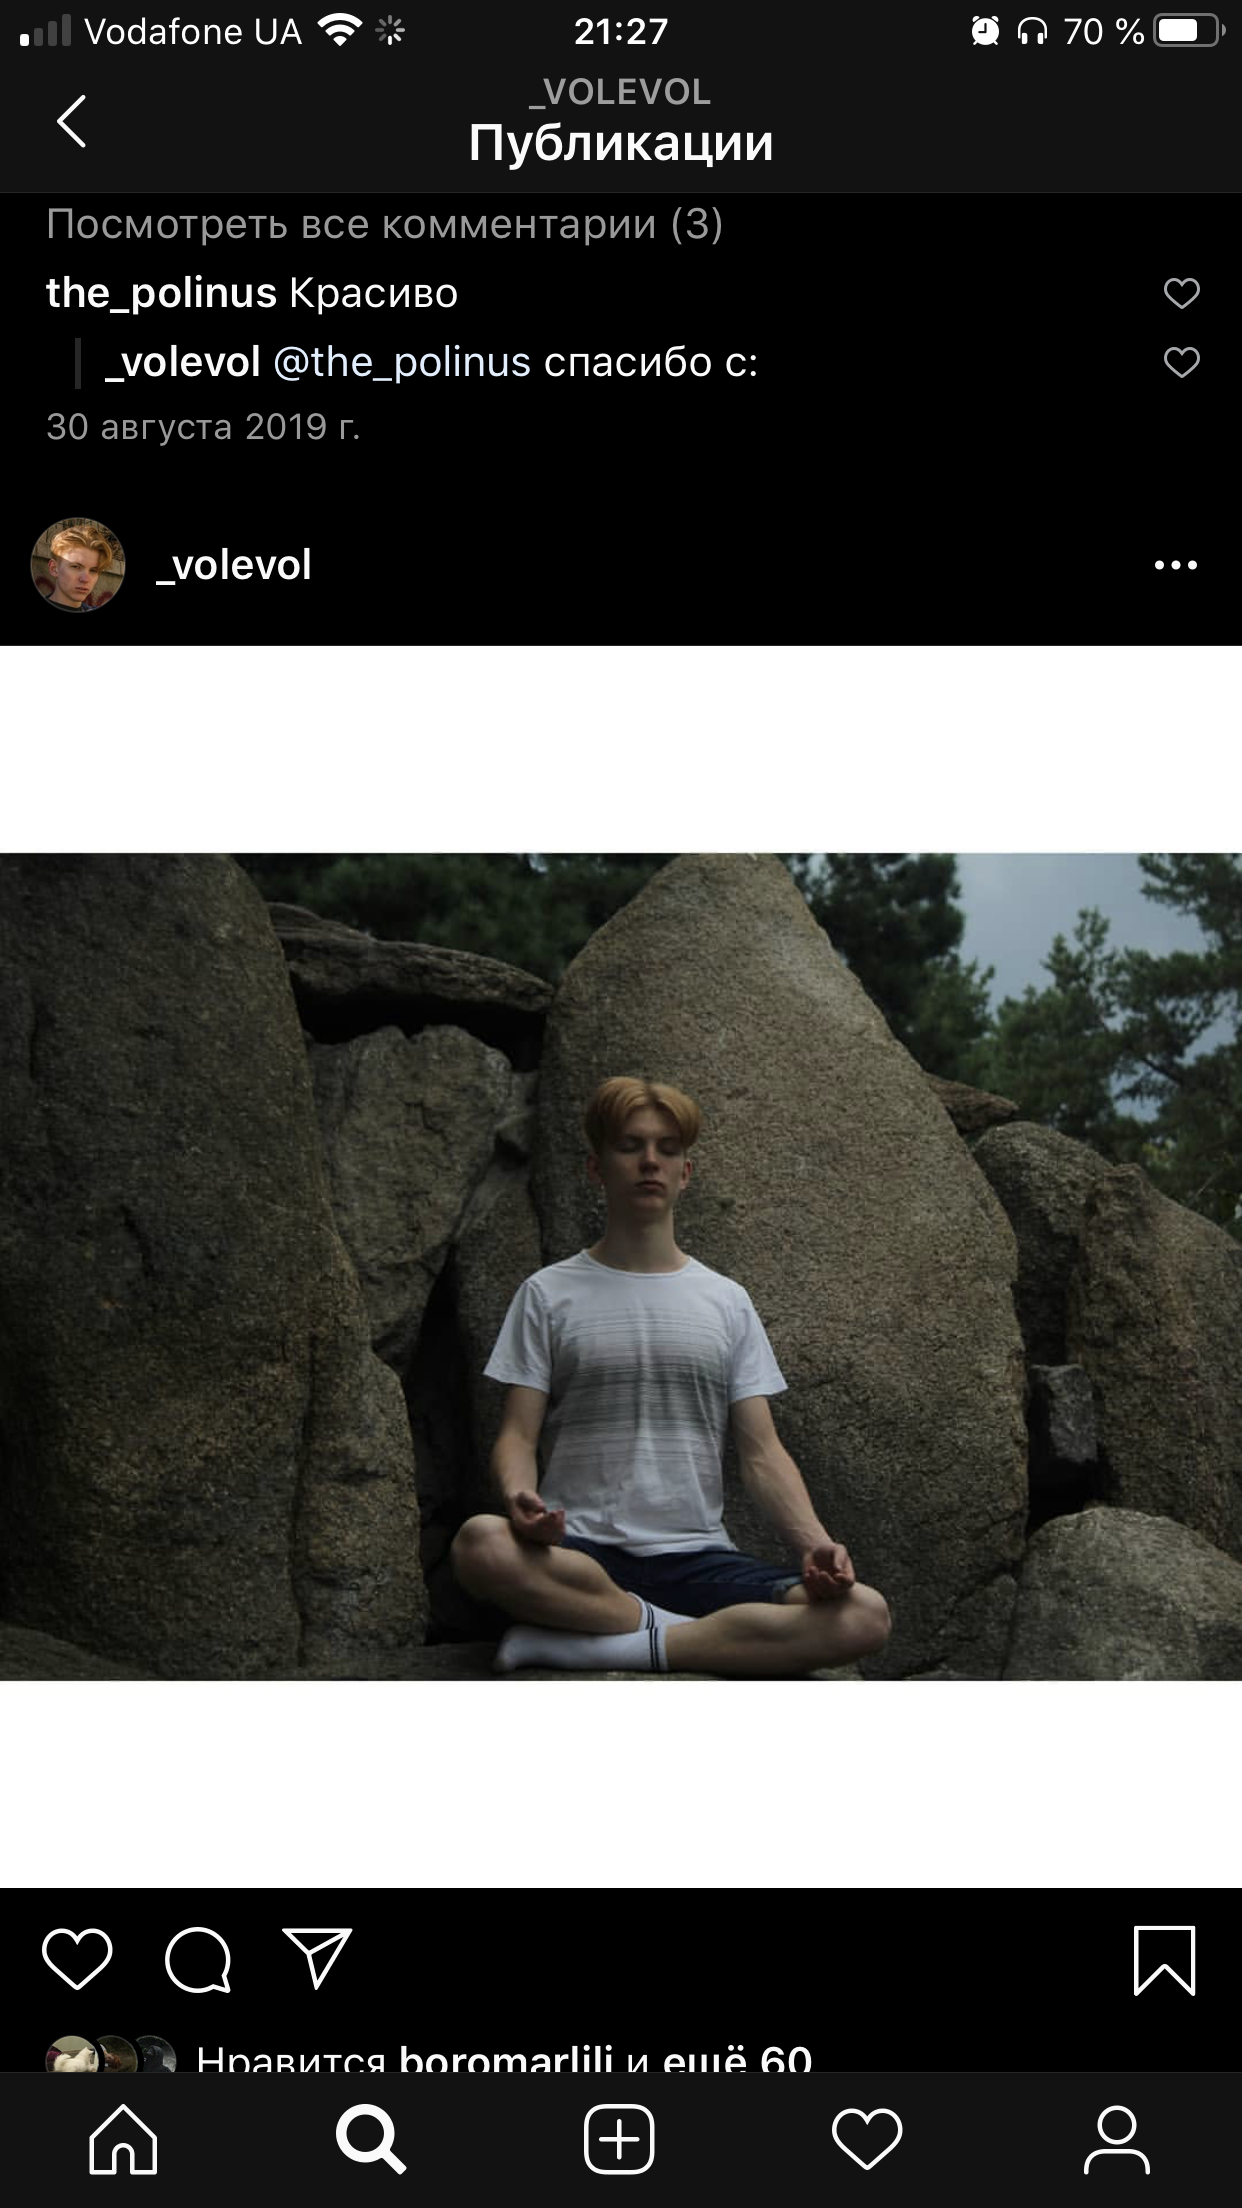 Vodafone UA 21:27 70 %
_VOLEVOL
Публикации
Посмотреть все комментарии (3)
the_polinus Красиво
_volevol @the_polinus спасибо с:
30 августа 2019 г.
_volevol
Нравится boromarlili и ещё 60